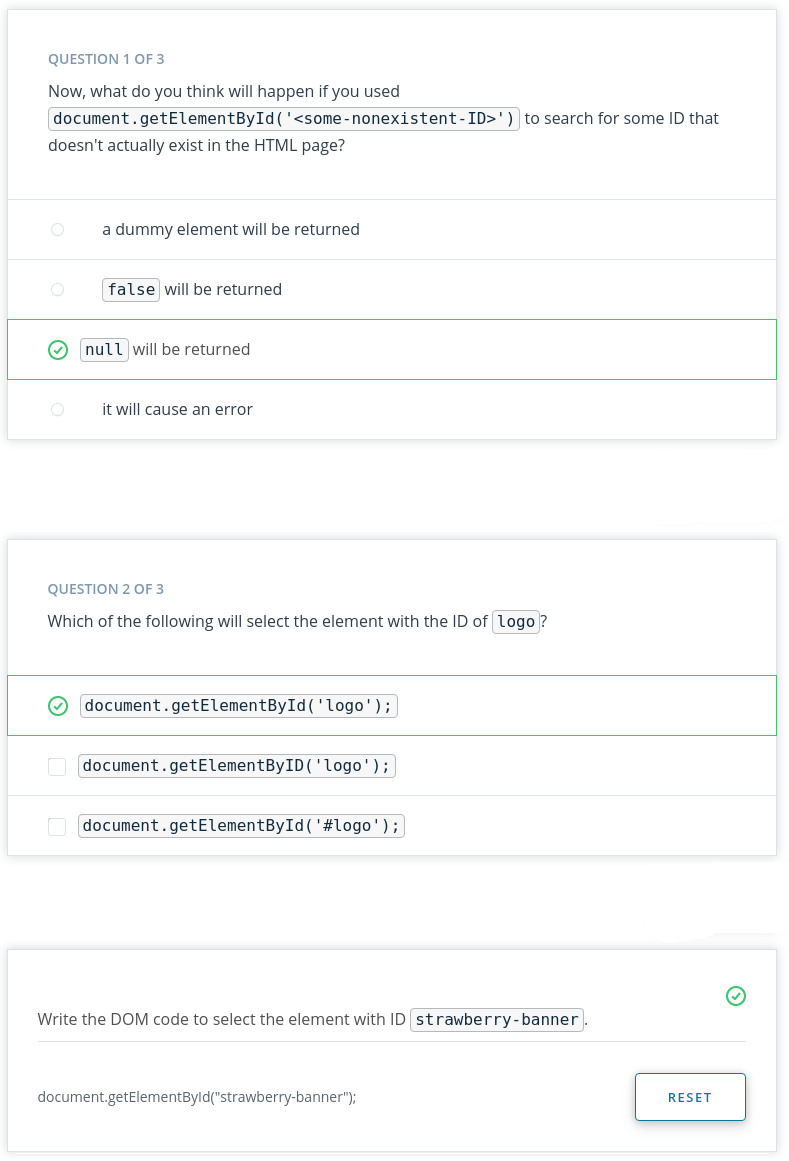 QUESTION 1 OF 3
Now, what do you think will happen if you used
document.getElementById('<some-nonexistent-ID>') to search for some ID that
doesn't actually exist in the HTML page?
a dummy element will be returned
false will be returned
null will be returned
it will cause an error
QUESTION 2 OF 3
Which of the following will select the element with the ID of logo?
document.getElementById('logo');
document.getElementByID('logo');
document.getElementById('#logo');
Write the DOM code to select the element with ID strawberry-banner.
document.getElementById("strawberry-banner");
RESET